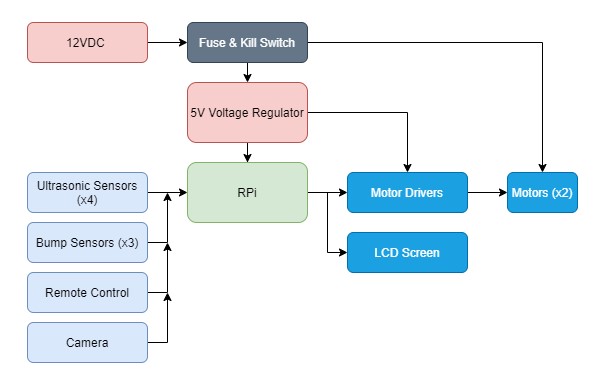 12VDC
Fuse & Kill Switch
5V Voltage Regulator
Ultrasonic Sensors
(x4)
RPi
Motor Drivers
Motors (x2)
Bump Sensors (x3)
LCD Screen
Remote Control
Camera